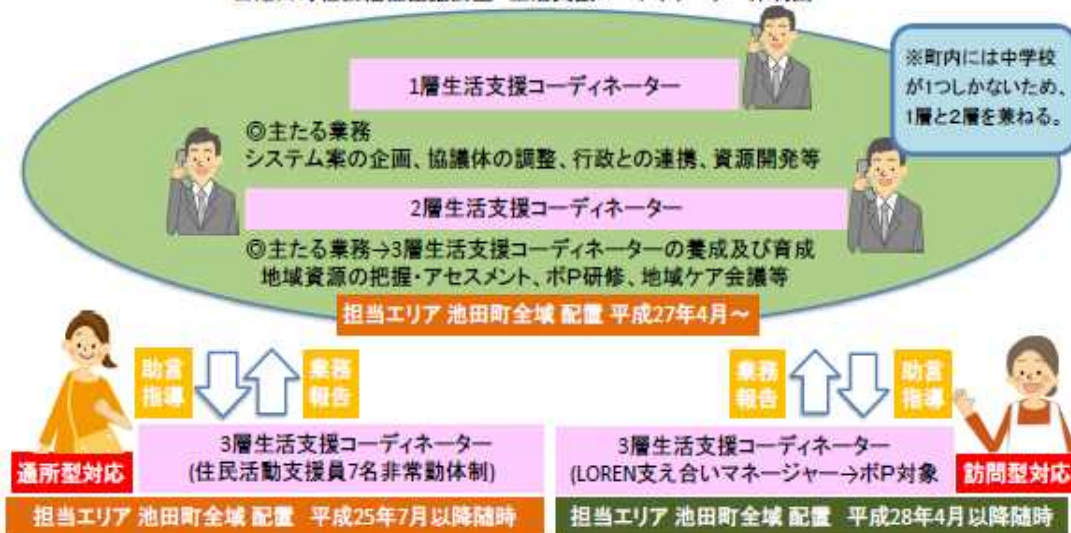 1層生活支援コーディネーター
※町内には中学校
が1つしかないため、
1層と2層を兼ねる。
◎主たる業務
システム案の企画、協議体の調整、行政との連携、資源開発等
2層生活支援コーディネーター
◎主たる業務→3層生活支援コーディネーターの養成及び育成
地域資源の把握・アセスメント、ボP研修、地域ケア会議等
担当エリア 池田町全域 配置 平成27年4月～
助言
指導
業務
報告
業務
報告
助言
指導
通所型対応
3層生活支援コーディネーター
(住民活動支援員7名非常勤体制)
担当エリア 池田町全域 配置 平成25年7月以降随時
3層生活支援コーディネーター
(LOREN支え合いマネージャー→ボP対象
訪問型対応
担当エリア 池田町全域 配置 平成28年4月以降随時